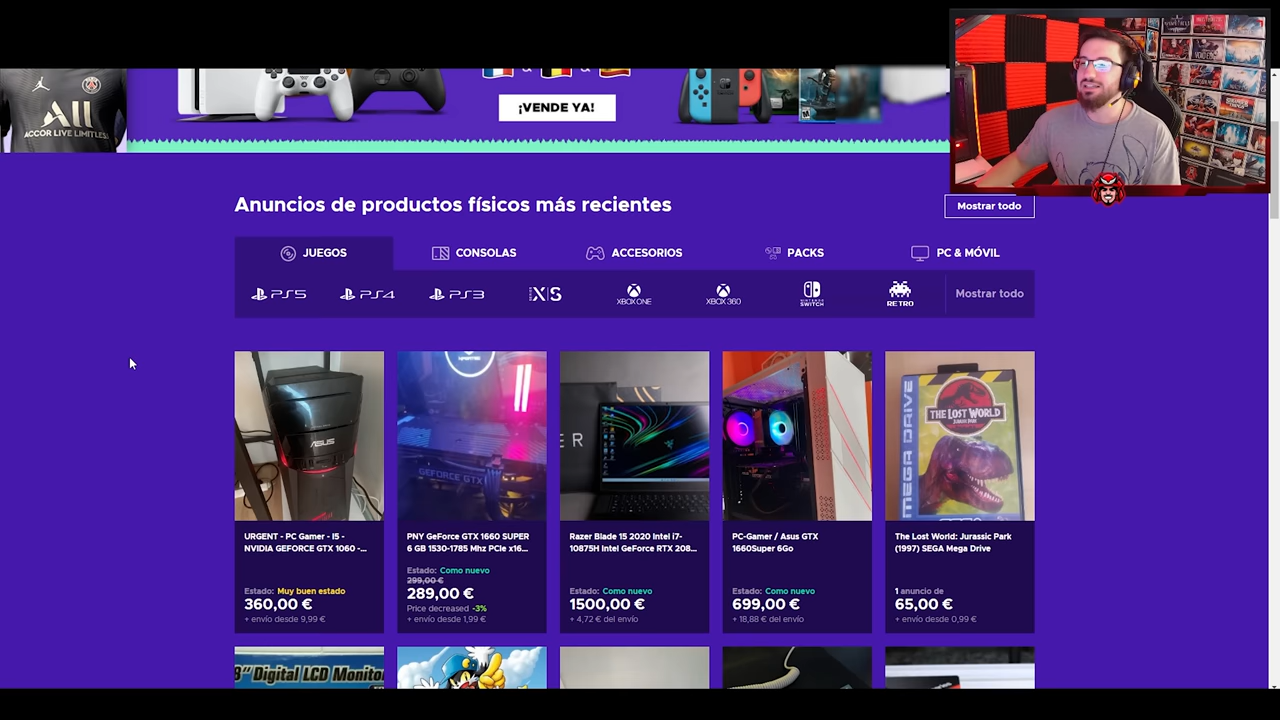 All
ACCOR LIVE LIMITLESS
¡VENDE YA!
Anuncios de productos físicos más recientes
Mostrar todo
JUEGOS
CONSOLAS
ACCESORIOS
PACKS
PC & MÓVIL
PS5
PS4
PS3
SERIES X|S
XBOX ONE
XBOX 360
NINTENDO SWITCH
RETRO
Mostrar todo
ASUS
GEFORCE GTX
MEGA DRIVE
THE LOST WORLD
JURASSIC PARK
SEGA
URGENT - PC Gamer - I5 -
NVIDIA GEFORCE GTX 1060 -...
Estado: Muy buen estado
360,00 €
+ envío desde 9,99 €
PNY GeForce GTX 1660 SUPER
6 GB 1530-1785 Mhz PCIe x16...
Estado: Como nuevo
299,00 €
289,00 €
Price decreased -3%
+ envío desde 1,99 €
Razer Blade 15 2020 Intel i7-
10875H Intel GeForce RTX 208...
Estado: Como nuevo
1500,00 €
+ 4,72 € del envío
PC-Gamer / Asus GTX
1660Super 6Go
Estado: Como nuevo
699,00 €
+ 18,88 € del envío
The Lost World: Jurassic Park
(1997) SEGA Mega Drive
1 anuncio de
65,00 €
+ envío desde 0,99 €
8" Digital LCD Monitor